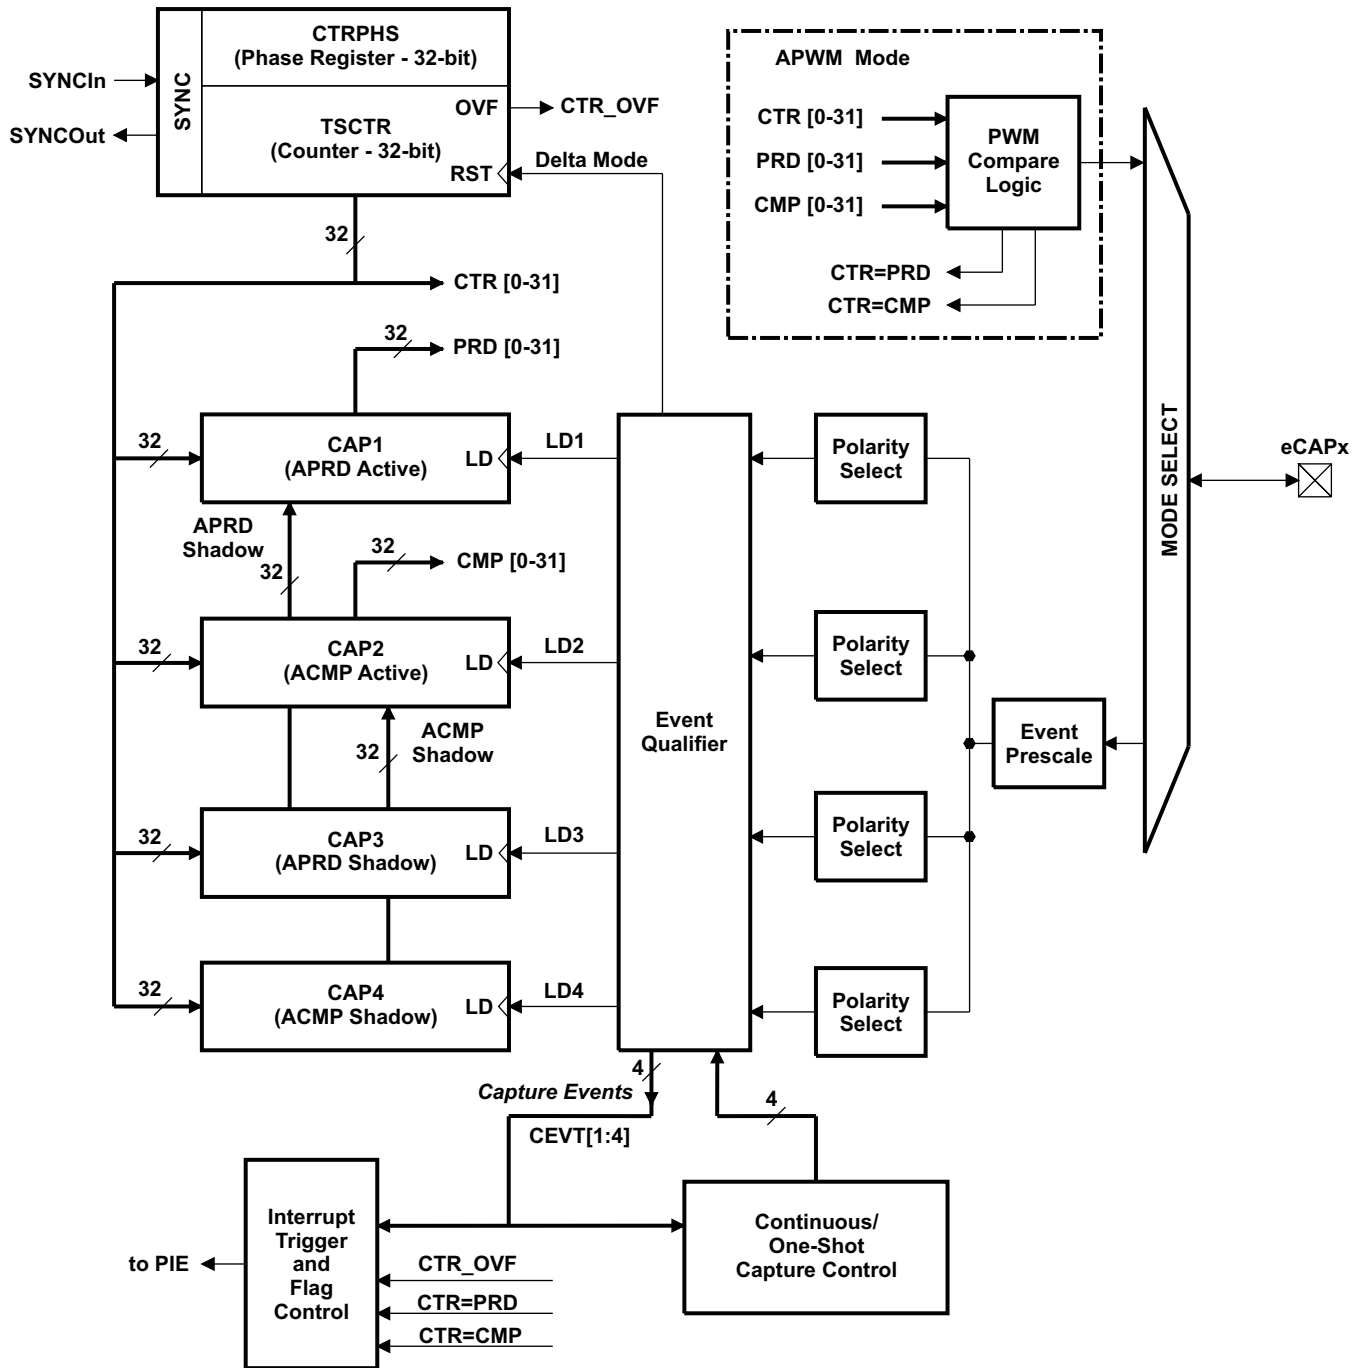 CTRPHS
(Phase Register - 32-bit)
SYNC
SYNCIn
SYNCOut
OVF
CTR_OVF
TSCTR
(Counter - 32-bit)
RST
Delta Mode
APWM Mode
CTR [0-31]
PRD [0-31]
CMP [0-31]
PWM
Compare
Logic
CTR=PRD
CTR=CMP
32
CTR [0-31]
32
PRD [0-31]
32
CAP1
(APRD Active)
LD
LD1
Polarity
Select
MODE SELECT
eCAPx
APRD
Shadow
32
32
CMP [0-31]
32
CAP2
(ACMP Active)
LD
LD2
Polarity
Select
Event
Qualifier
Event
Prescale
ACMP
Shadow
32
32
CAP3
(APRD Shadow)
LD
LD3
Polarity
Select
32
CAP4
(ACMP Shadow)
LD
LD4
Polarity
Select
4
Capture Events
CEVT[1:4]
4
Interrupt
Trigger
and
Flag
Control
to PIE
CTR_OVF
CTR=PRD
CTR=CMP
Continuous/
One-Shot
Capture Control